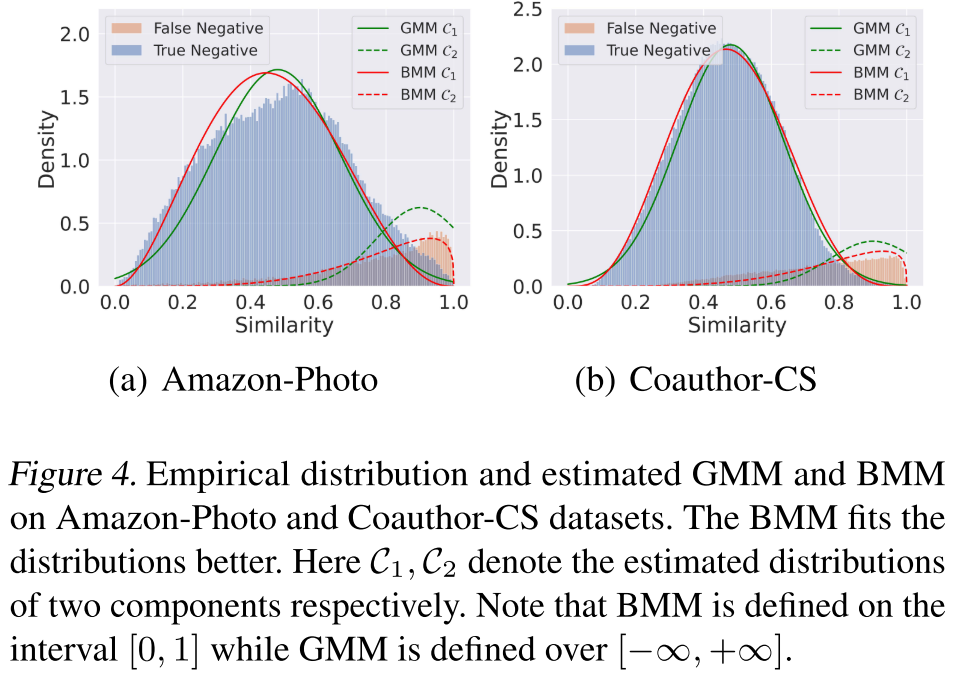 False Negative
True Negative
GMM C₁
GMM C₂
BMM C₁
BMM C₂
2.0
1.5
1.0
0.5
0.0
Density
0.0 0.2 0.4 0.6 0.8 1.0
Similarity
(a) Amazon-Photo
False Negative
True Negative
GMM C₁
GMM C₂
BMM C₁
BMM C₂
2.5
2.0
1.5
1.0
0.5
0.0
Density
0.0 0.2 0.4 0.6 0.8 1.0
Similarity
(b) Coauthor-CS
Figure 4. Empirical distribution and estimated GMM and BMM
on Amazon-Photo and Coauthor-CS datasets. The BMM fits the
distributions better. Here C₁, C₂ denote the estimated distributions
of two components respectively. Note that BMM is defined on the
interval [0, 1] while GMM is defined over [−∞, +∞].